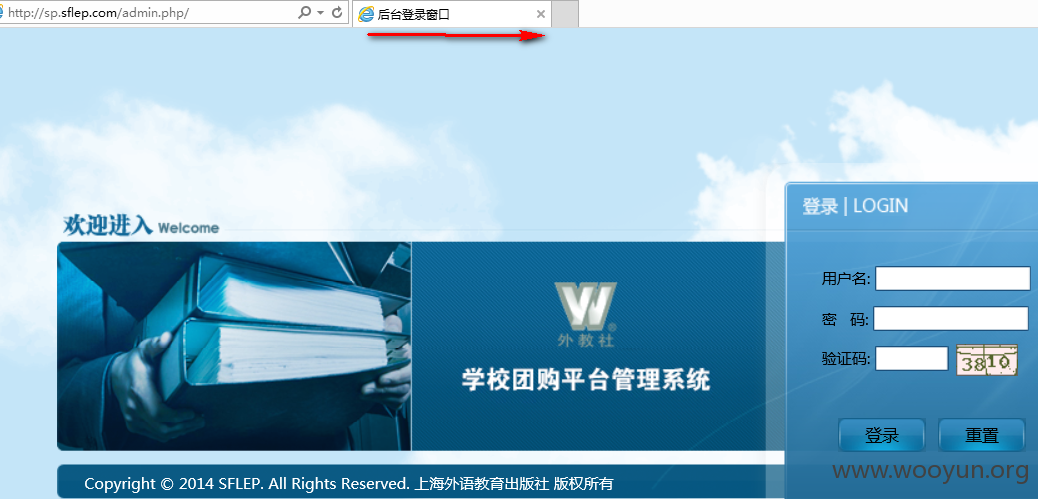 http://sp.sflep.com/admin.php/
后台登录窗口
登录 | LOGIN
欢迎进入 Welcome
用户名:
W®
外教社
密 码:
验证码: 3810
学校团购平台管理系统
登录 重置
www.wooyun.org
Copyright © 2014 SFLEP. All Rights Reserved. 上海外语教育出版社 版权所有